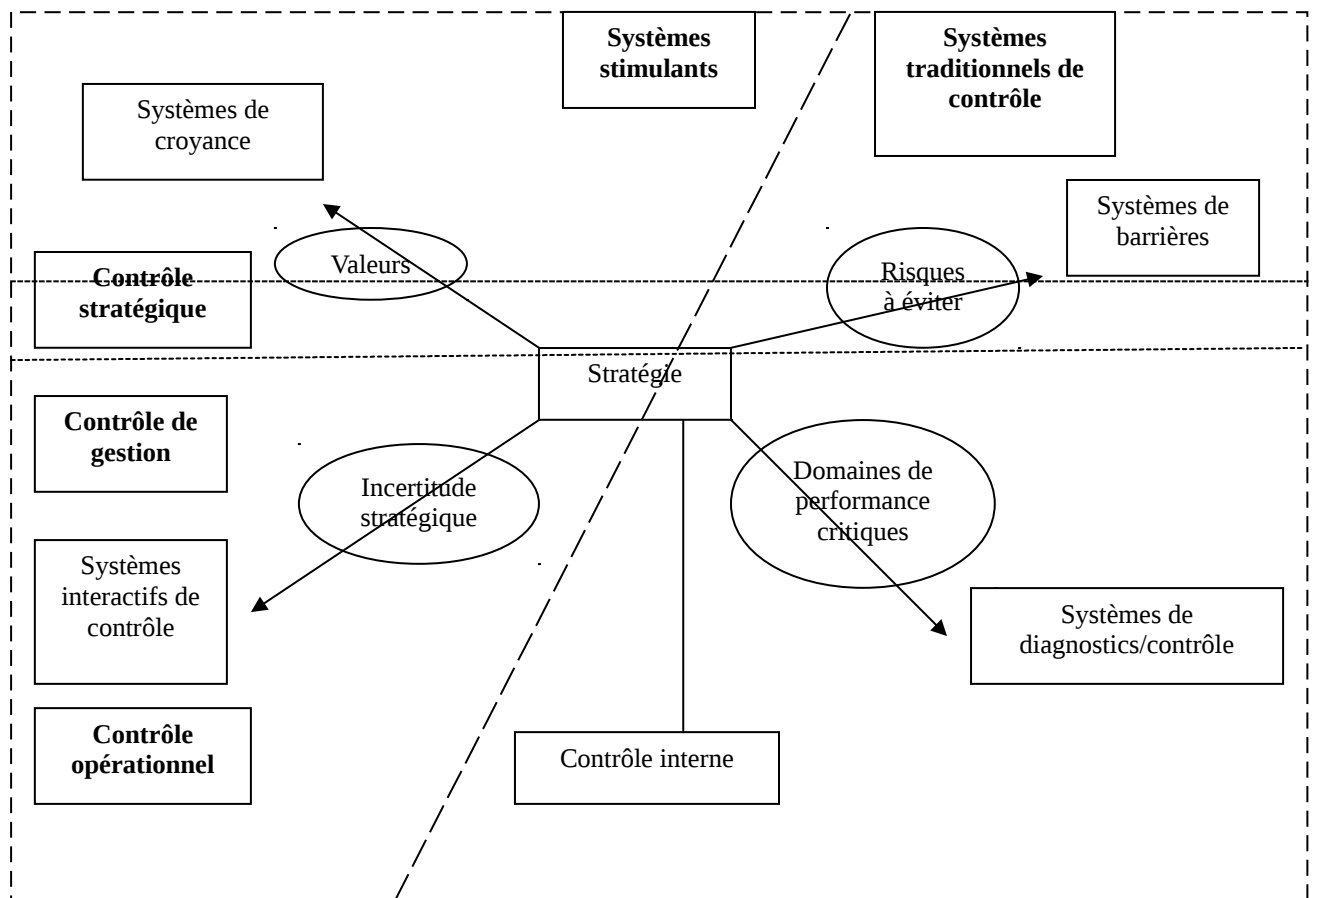 Systèmes
stimulants
Systèmes
traditionnels de
contrôle
Systèmes de
croyance
Systèmes de
barrières
Valeurs
Risques
à éviter
Contrôle
stratégique
Stratégie
Contrôle de
gestion
Incertitude
stratégique
Domaines de
performance
critiques
Systèmes
interactifs de
contrôle
Systèmes de
diagnostics/contrôle
Contrôle
opérationnel
Contrôle interne